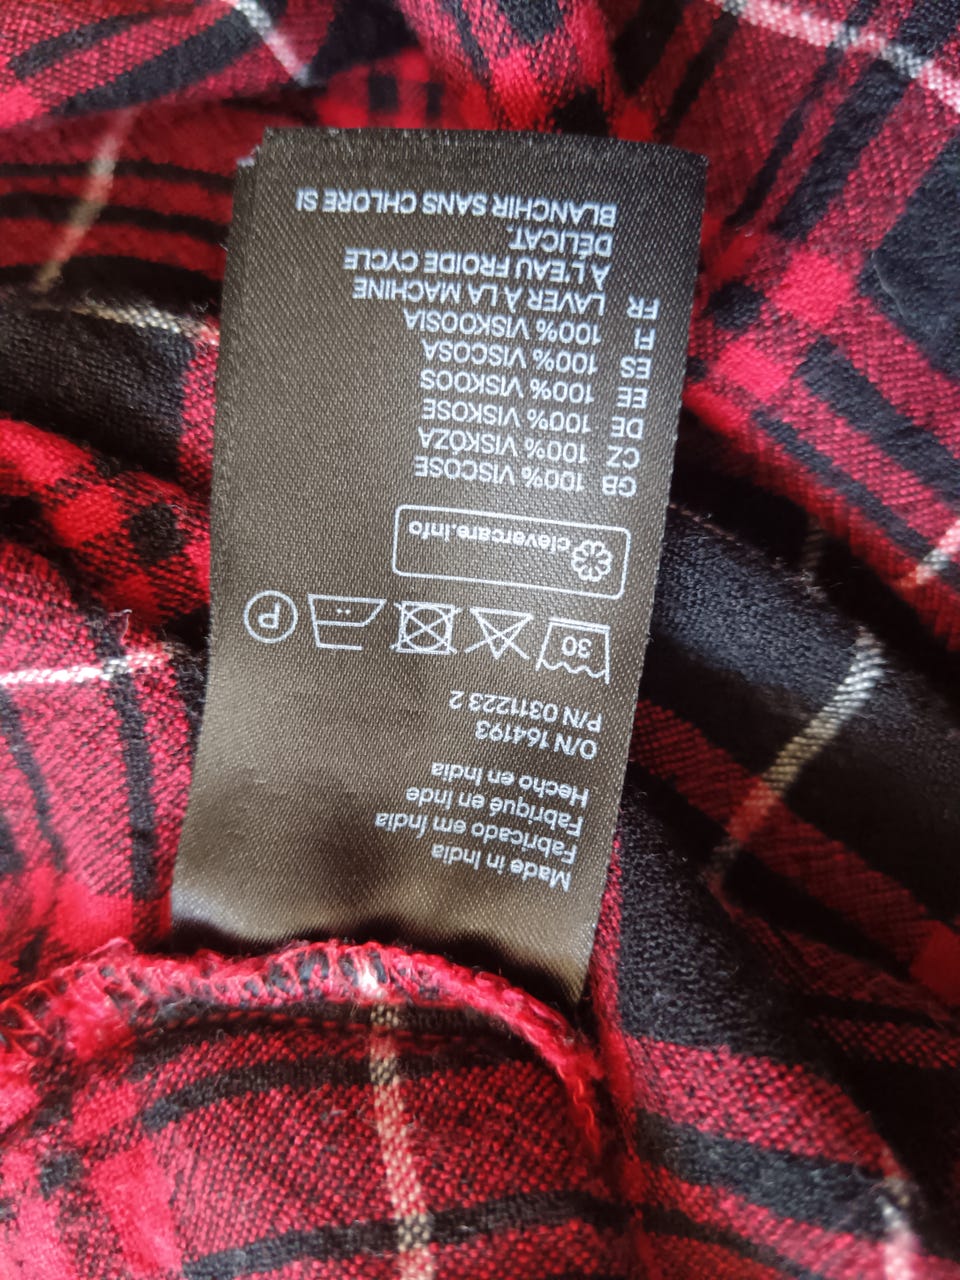 Made in India
Fabricado em Índia
Fabriqué en Inde
Hecho en India
O/N 164193
P/N 0311223 2
30 P
clevercare.info
GB 100% VISCOSE
CZ 100% VISKÓZA
DE 100% VISKOSE
EE 100% VISKOOS
ES 100% VISCOSA
FI 100% VISKOOSIA
FR LAVER À LA MACHINE
À L'EAU FROIDE CYCLE
DÉLICAT.
BLANCHIR SANS CHLORE SI